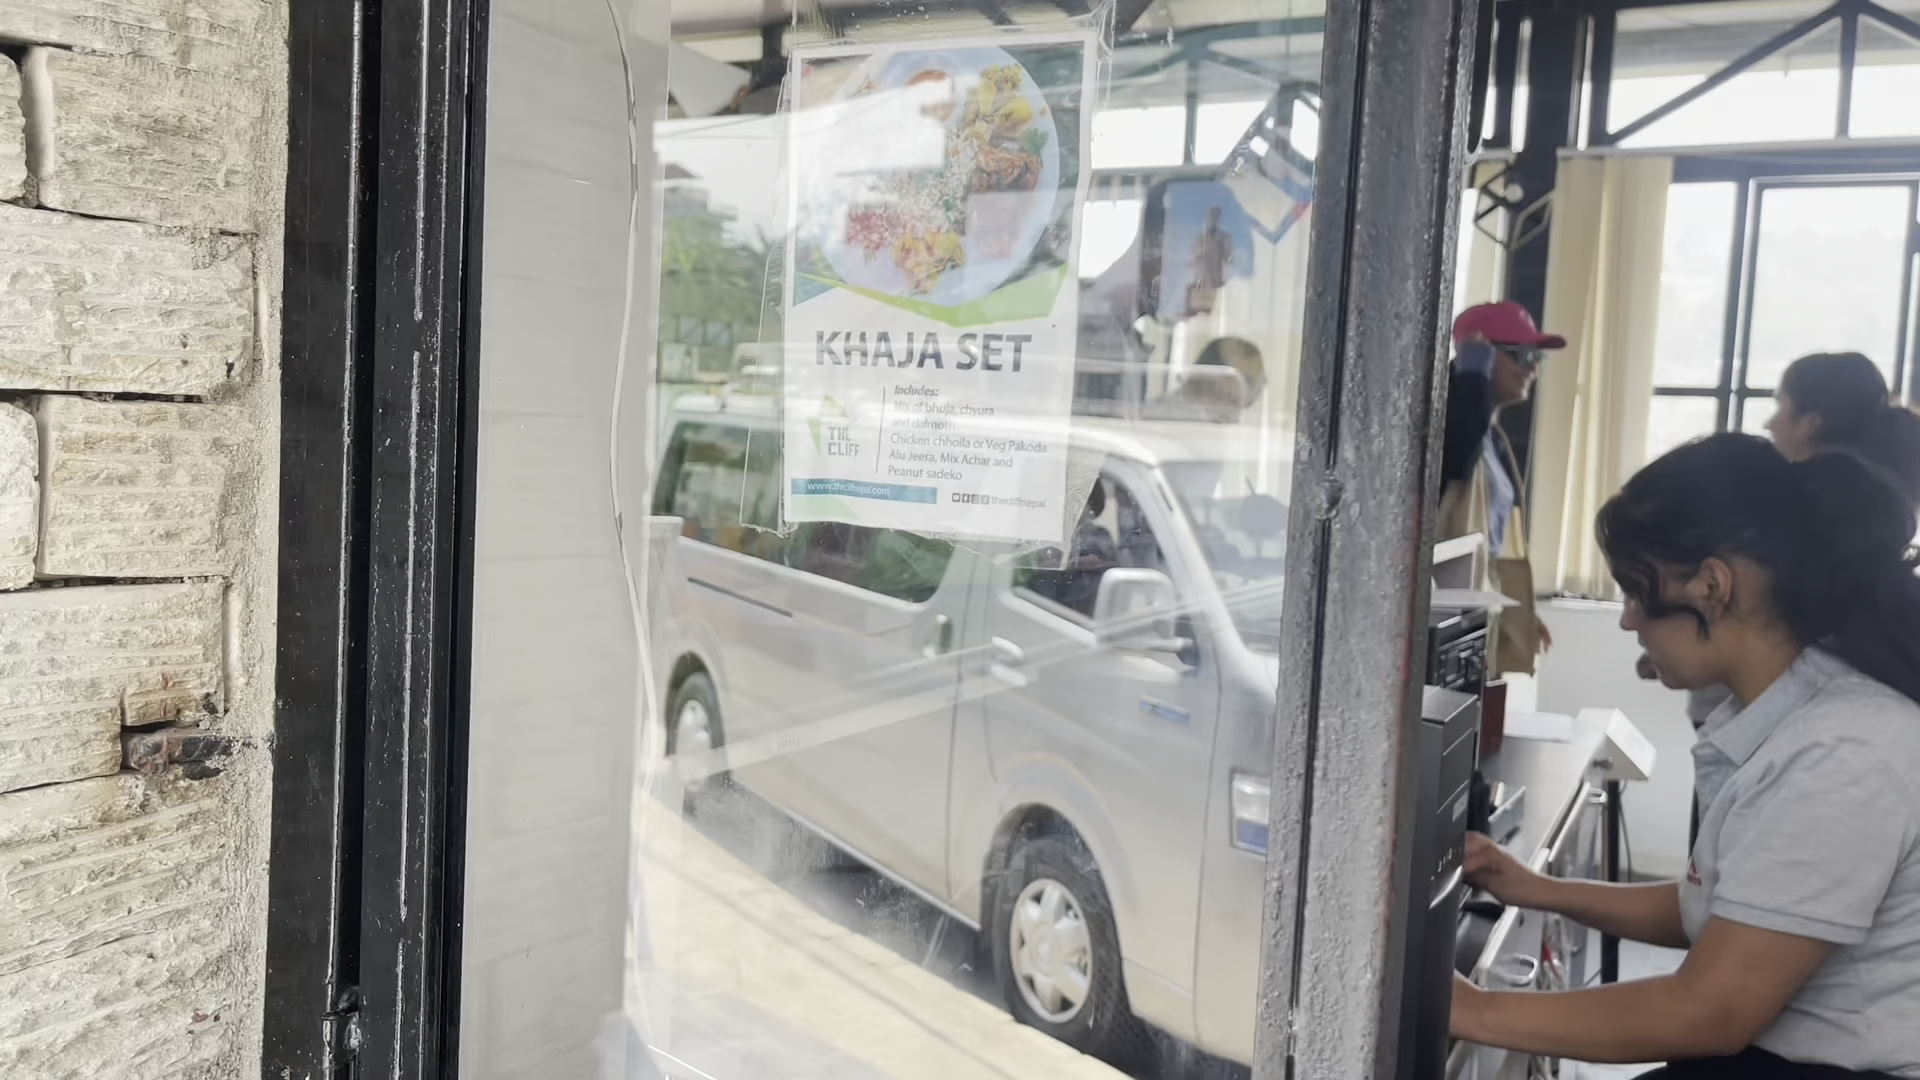 KHAJA SET
Includes:
Mix of bhuja, chyura
and dalmoth
Chicken chhoila or Veg Pakoda
Alu Jeera, Mix Achar and
Peanut sadeko
THE
CLIFF
www.thecliffnepal.com
thecliffnepal